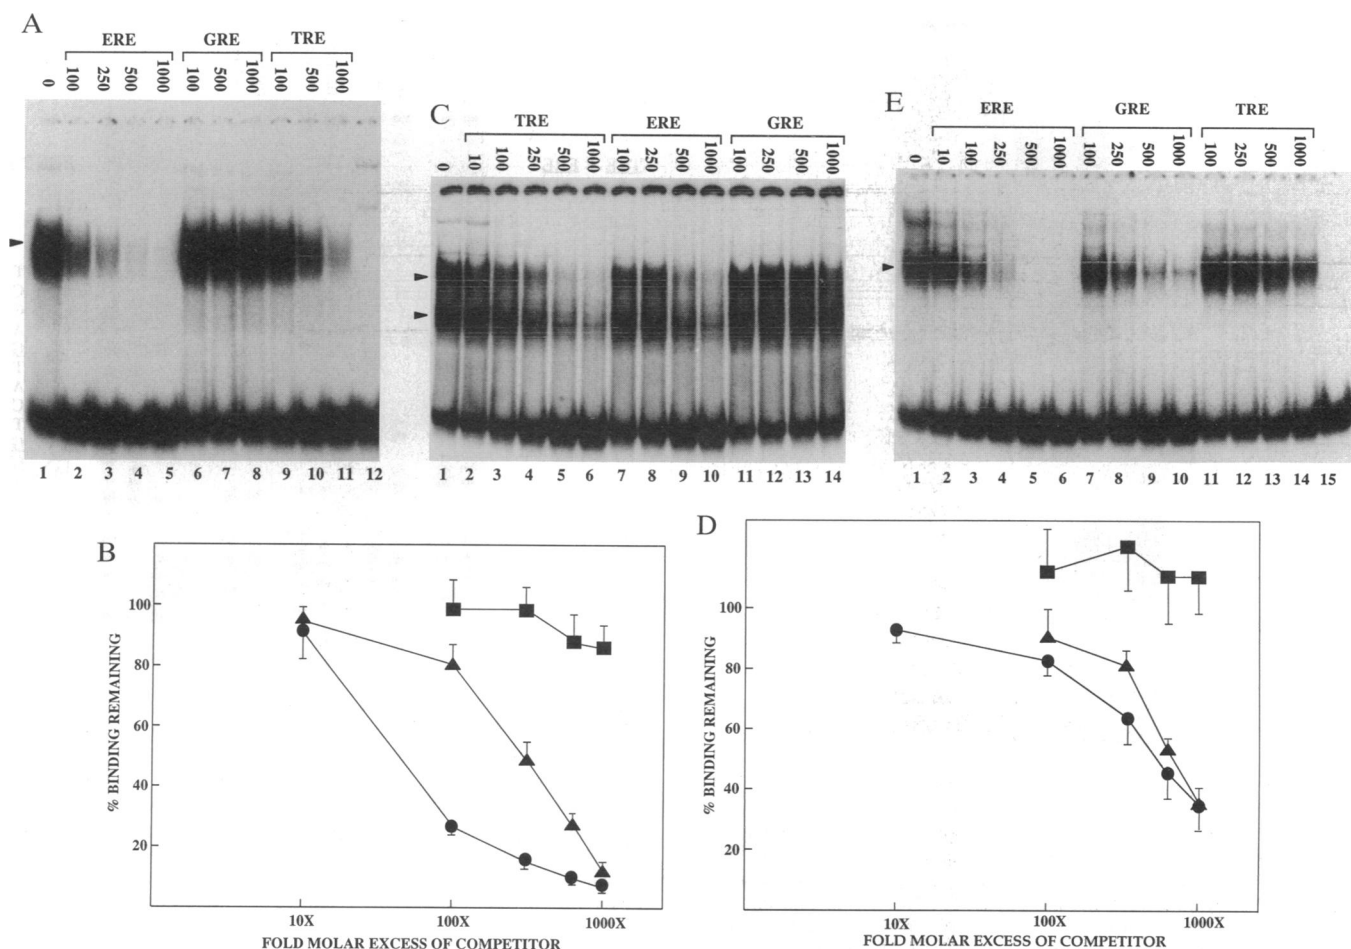 A
ERE GRE TRE
0 100 250 500 1000 100 500 1000 100 500 1000
1 2 3 4 5 6 7 8 9 10 11 12
C
TRE ERE GRE
0 10 100 250 500 1000 100 250 500 1000 100 250 500 1000
1 2 3 4 5 6 7 8 9 10 11 12 13 14
E
ERE GRE TRE
0 10 100 250 500 1000 100 250 500 1000 100 250 500 1000
1 2 3 4 5 6 7 8 9 10 11 12 13 14 15
B
% BINDING REMAINING
100
80
60
40
20
10X 100X 1000X
FOLD MOLAR EXCESS OF COMPETITOR
D
% BINDING REMAINING
100
80
60
40
20
10X 100X 1000X
FOLD MOLAR EXCESS OF COMPETITOR